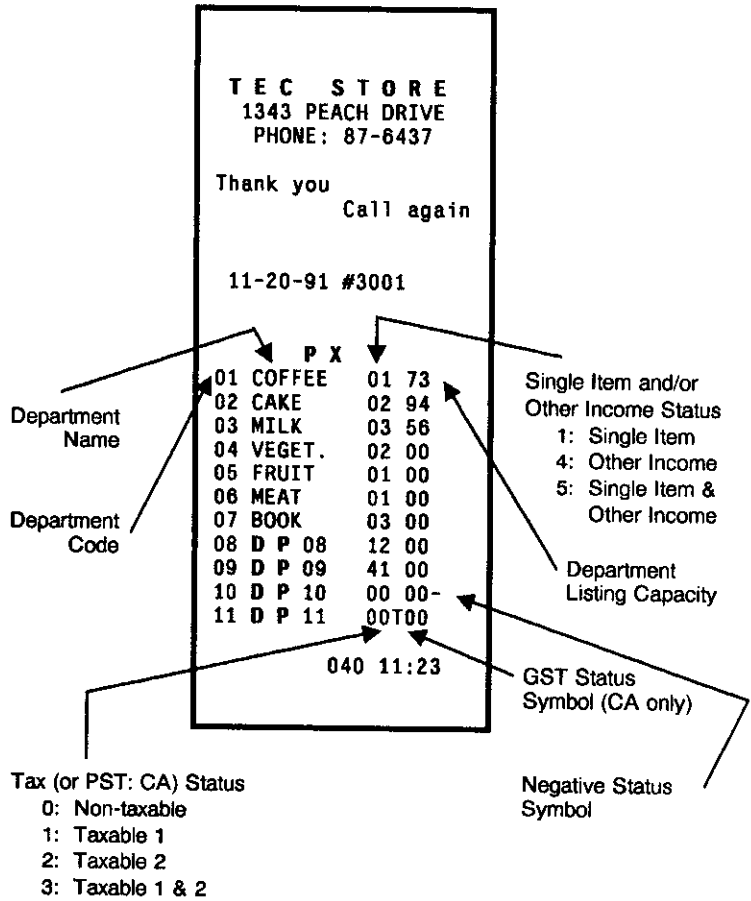 TEC STORE
1343 PEACH DRIVE
PHONE: 87-6437
Thank you
Call again
11-20-91 #3001
P X
01 COFFEE 01 73
02 CAKE 02 94
03 MILK 03 56
04 VEGET. 02 00
05 FRUIT 01 00
06 MEAT 01 00
07 BOOK 03 00
08 D P 08 12 00
09 D P 09 41 00
10 D P 10 00 00-
11 D P 11 00T00
040 11:23
Department
Name
Department
Code
Single Item and/or
Other Income Status
1: Single Item
4: Other Income
5: Single Item &
Other Income
Department
Listing Capacity
GST Status
Symbol (CA only)
Tax (or PST: CA) Status
0: Non-taxable
1: Taxable 1
2: Taxable 2
3: Taxable 1 & 2
Negative Status
Symbol